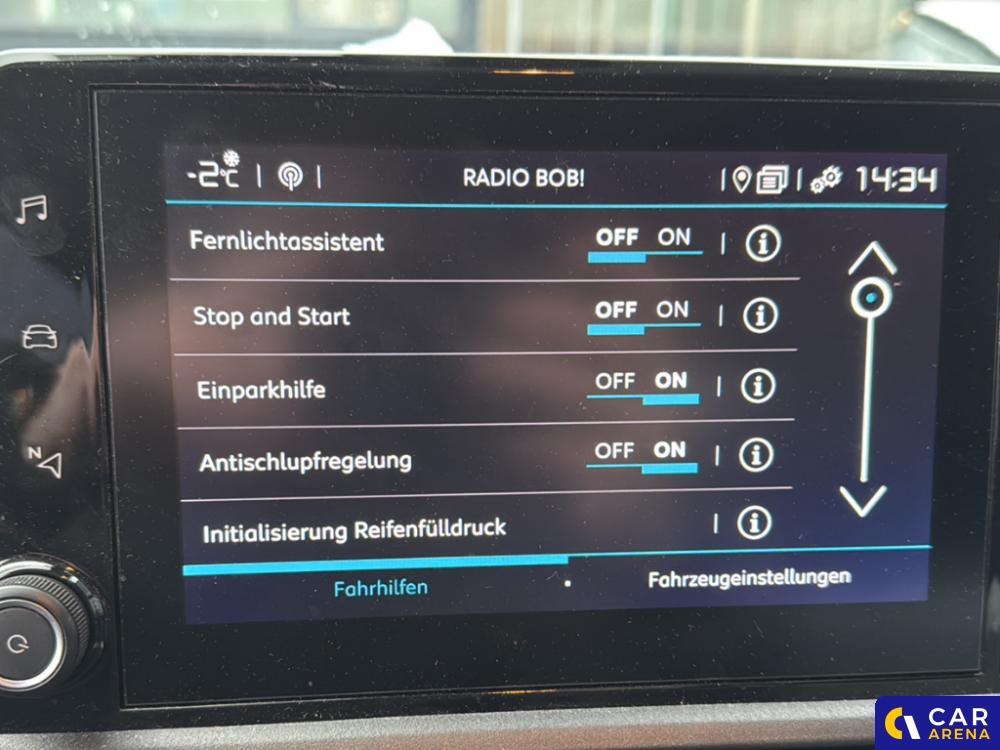 -2°C RADIO BOB! 14:34
Fernlichtassistent OFF ON
Stop and Start OFF ON
Einparkhilfe OFF ON
Antischlupfregelung OFF ON
Initialisierung Reifenfülldruck
Fahrhilfen Fahrzeugeinstellungen
N
CAR
ARENA